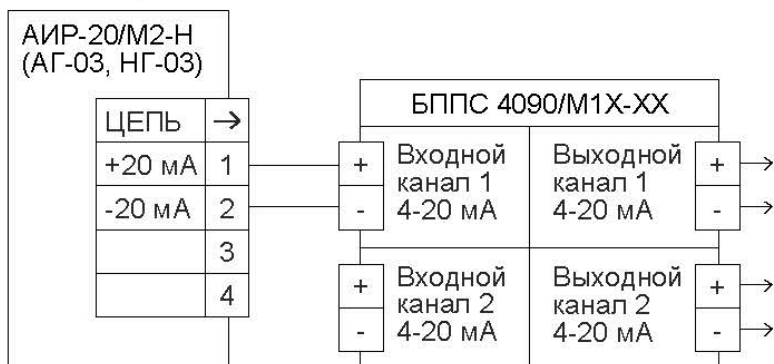 АИР-20/М2-Н
(АГ-03, НГ-03)
ЦЕПЬ →
+20 мА 1
-20 мА 2
3
4
БППС 4090/М1Х-ХХ
+ Входной
канал 1
- 4-20 мА
Выходной +
канал 1
4-20 мА -
+ Входной
канал 2
- 4-20 мА
Выходной +
канал 2
4-20 мА -